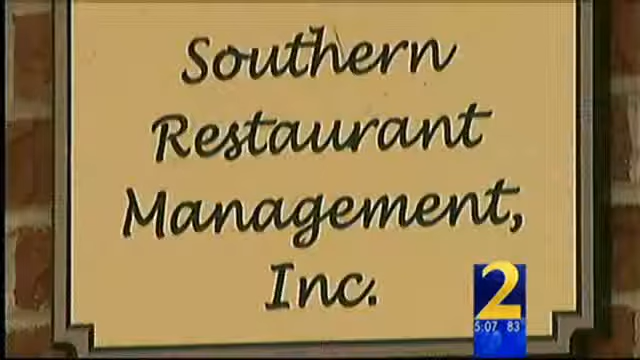 Southern
Restaurant
Management,
Inc.
2
5:07 83°